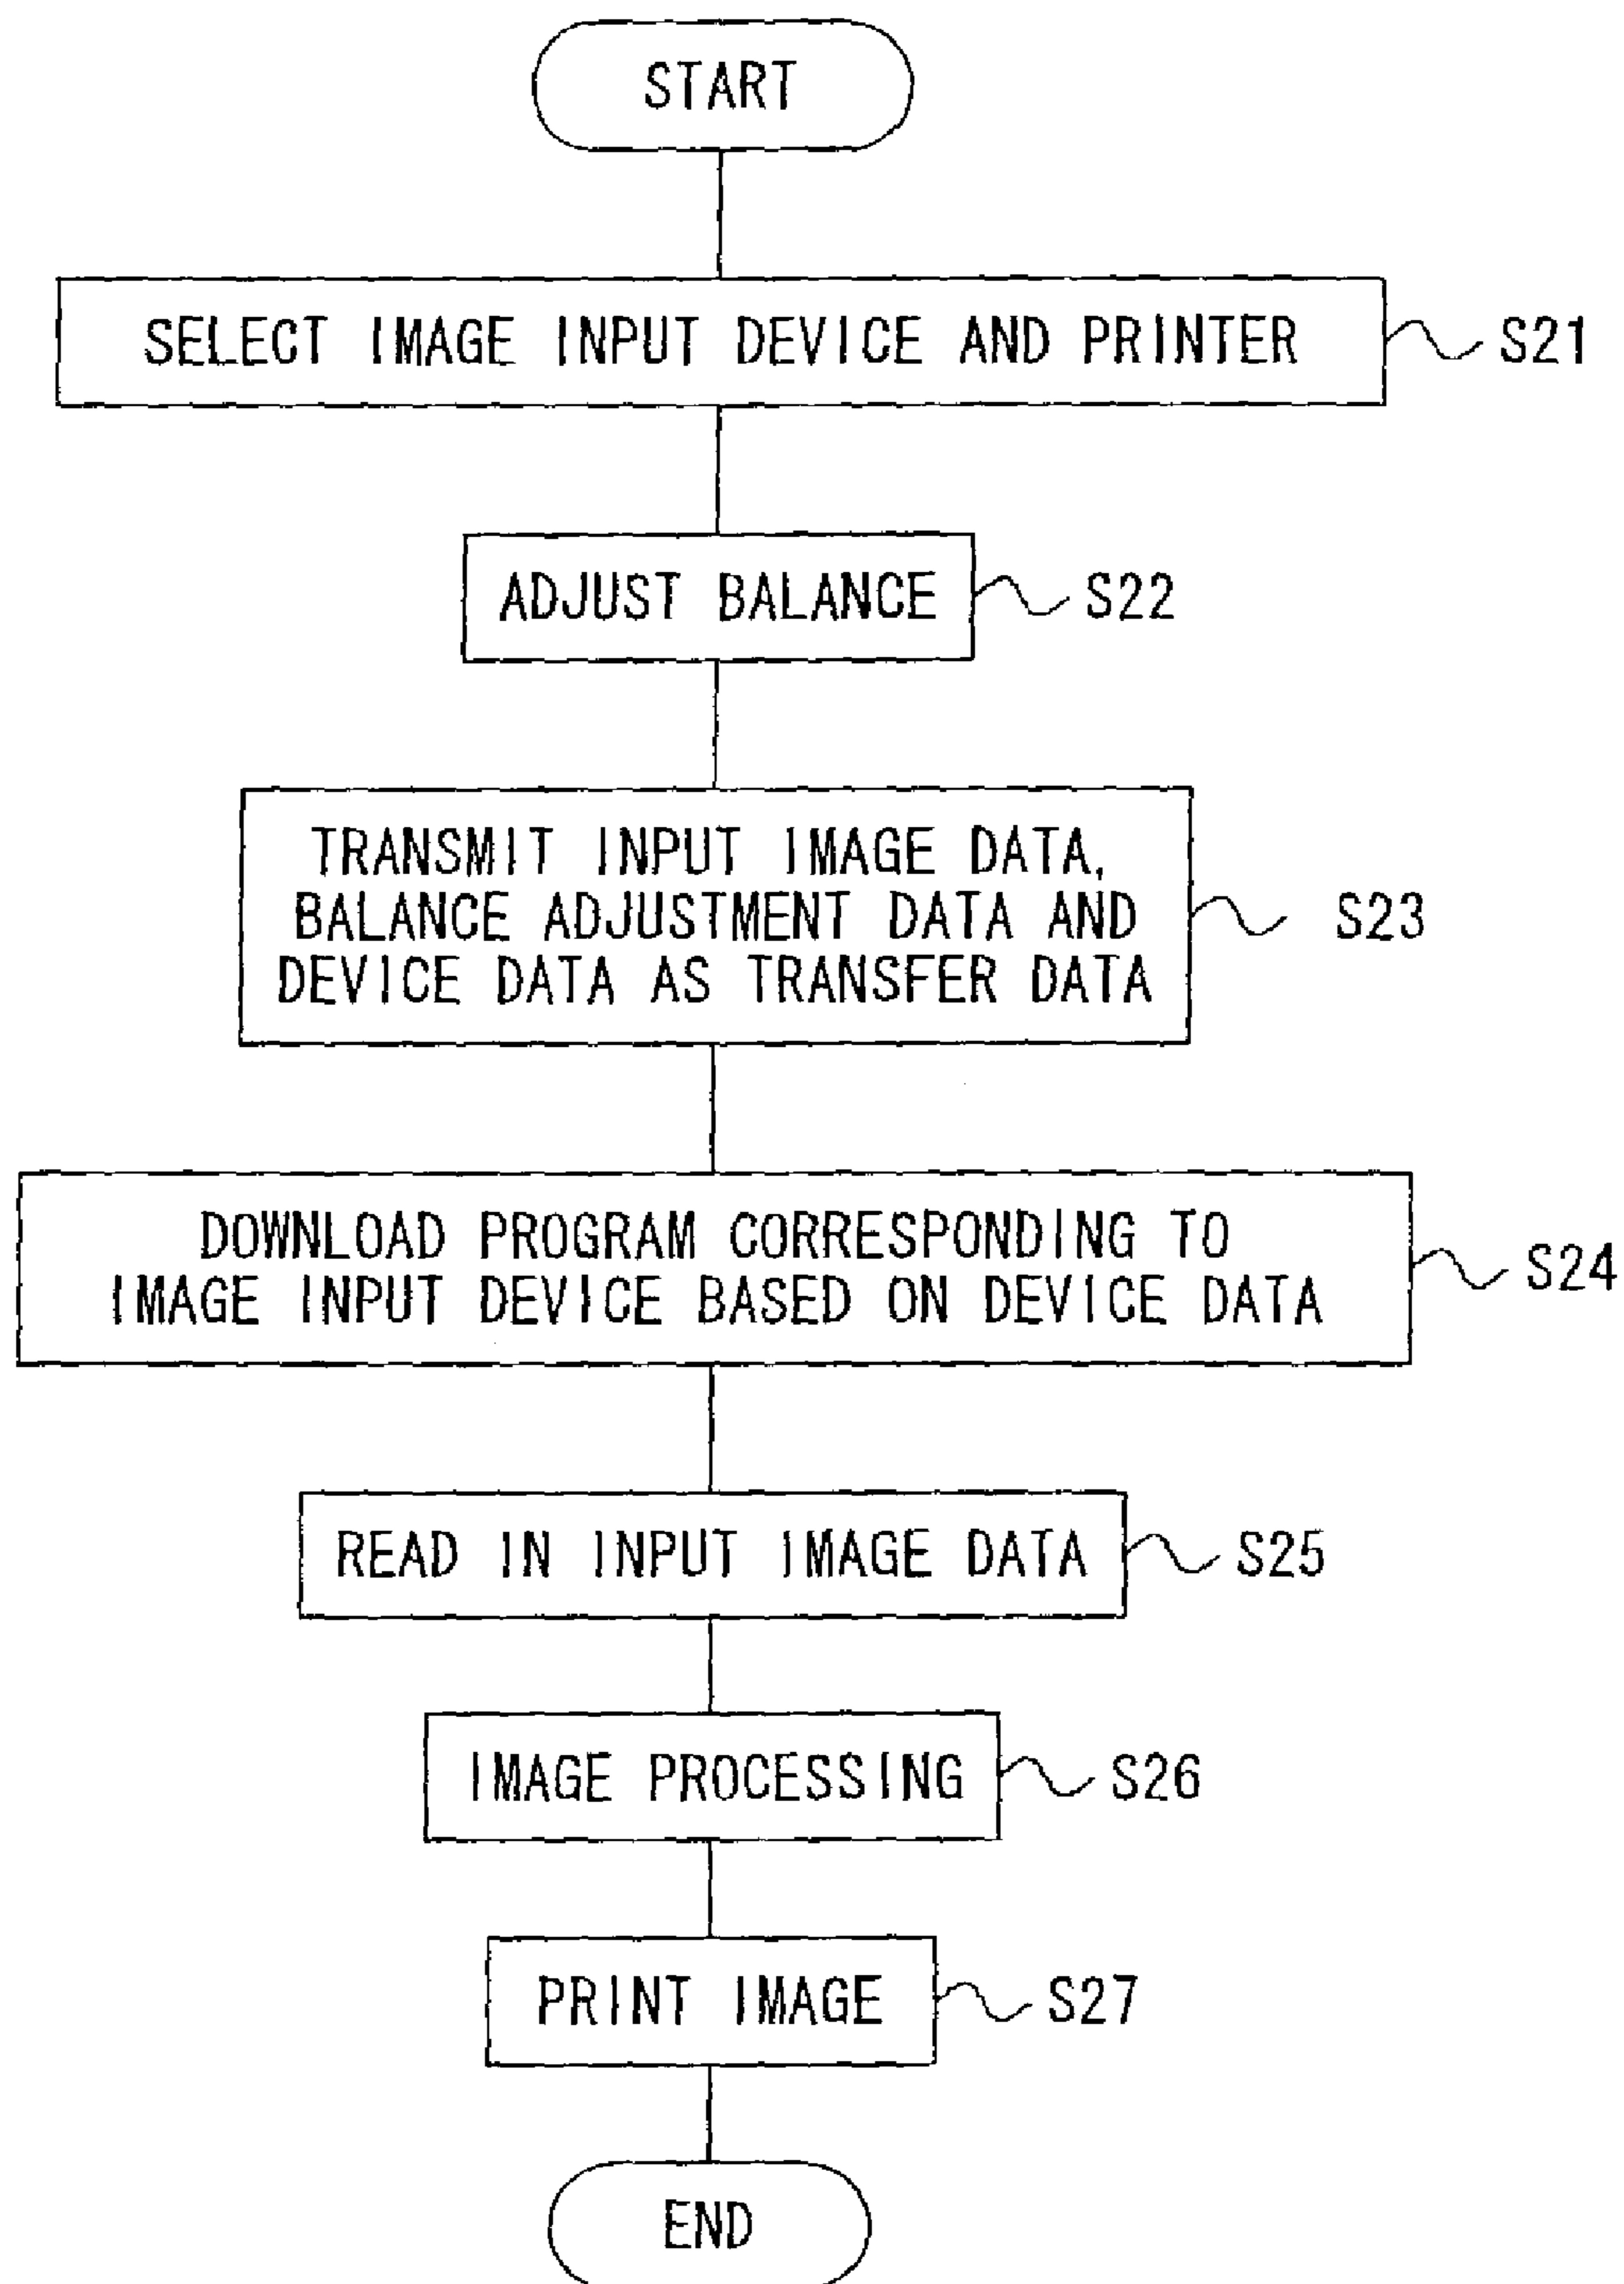 START
SELECT IMAGE INPUT DEVICE AND PRINTER
S21
ADJUST BALANCE
S22
TRANSMIT INPUT IMAGE DATA,
BALANCE ADJUSTMENT DATA AND
DEVICE DATA AS TRANSFER DATA
S23
DOWNLOAD PROGRAM CORRESPONDING TO
IMAGE INPUT DEVICE BASED ON DEVICE DATA
S24
READ IN INPUT IMAGE DATA
S25
IMAGE PROCESSING
S26
PRINT IMAGE
S27
END